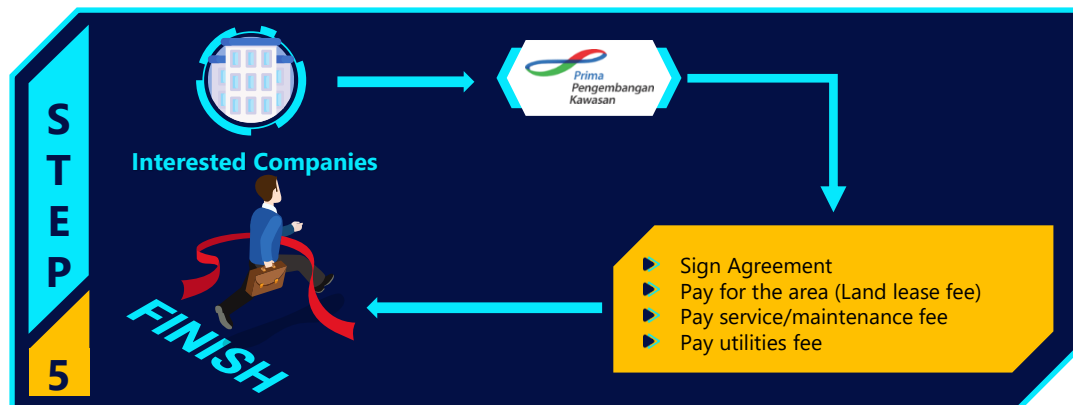 STEP
5
Interested Companies
Prima
Pengembangan
Kawasan
Sign Agreement
Pay for the area (Land lease fee)
Pay service/maintenance fee
Pay utilities fee
FINISH